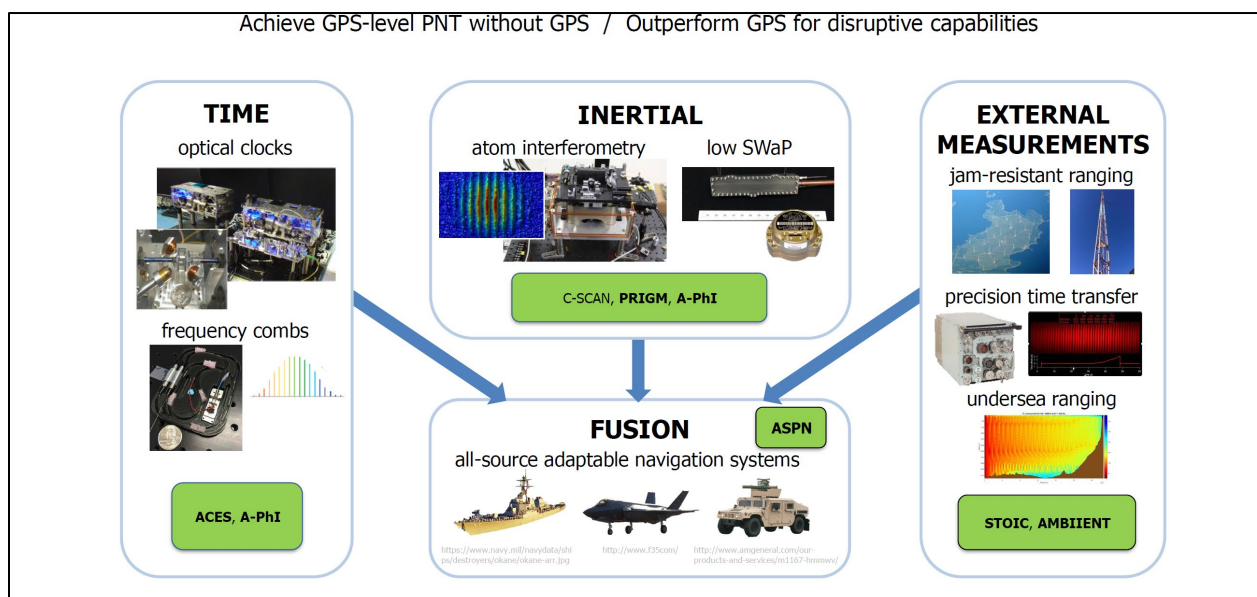 Achieve GPS-level PNT without GPS / Outperform GPS for disruptive capabilities
TIME
optical clocks
frequency combs
ACES, A-PhI
INERTIAL
atom interferometry
low SWaP
C-SCAN, PRIGM, A-PhI
EXTERNAL
MEASUREMENTS
jam-resistant ranging
precision time transfer
undersea ranging
STOIC, AMBIIENT
FUSION
ASPN
all-source adaptable navigation systems
https://www.navy.mil/navydata/shi
ps/destroyers/okane/okane-arr.jpg
http://www.f35com/
http://www.amgeneral.com/our-
products-and-services/m1167-hmmwv/